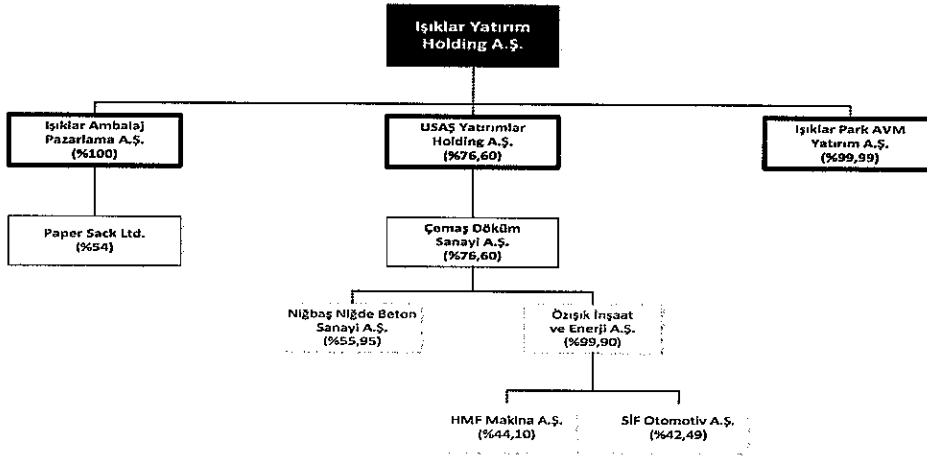 Işıklar Yatırım
Holding A.Ş.
Işıklar Ambalaj
Pazarlama A.Ş.
(%100)
USAŞ Yatırımlar
Holding A.Ş.
(%76,60)
Işıklar Park AVM
Yatırım A.Ş.
(%99,99)
Paper Sack Ltd.
(%54)
Çemaş Döküm
Sanayi A.Ş.
(%76,60)
Niğbaş Niğde Beton
Sanayi A.Ş.
(%55,95)
Özışık İnşaat
ve Enerji A.Ş.
(%99,90)
HMF Makina A.Ş.
(%44,10)
SİF Otomotiv A.Ş.
(%42,49)